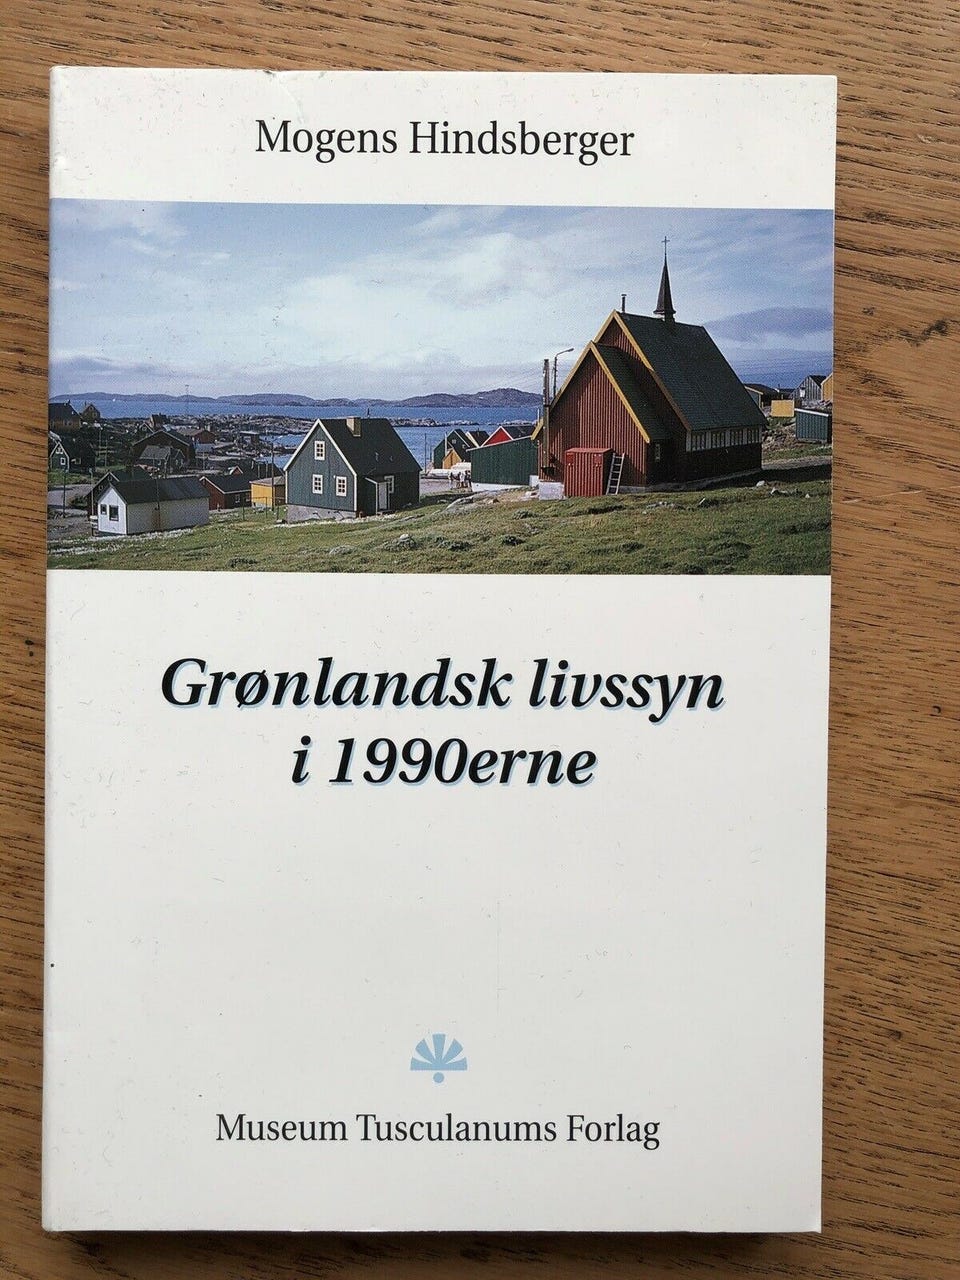 Mogens Hindsberger
Grønlandsk livssyn
i 1990erne
Museum Tusculanums Forlag